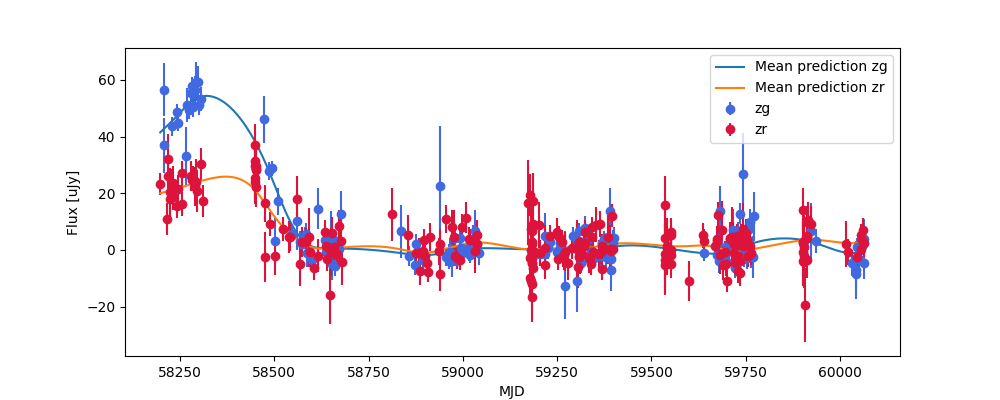 Mean prediction zg
Mean prediction zr
zg
zr
Flux [uJy]
60
40
20
0
−20
58250 58500 58750 59000 59250 59500 59750 60000
MJD